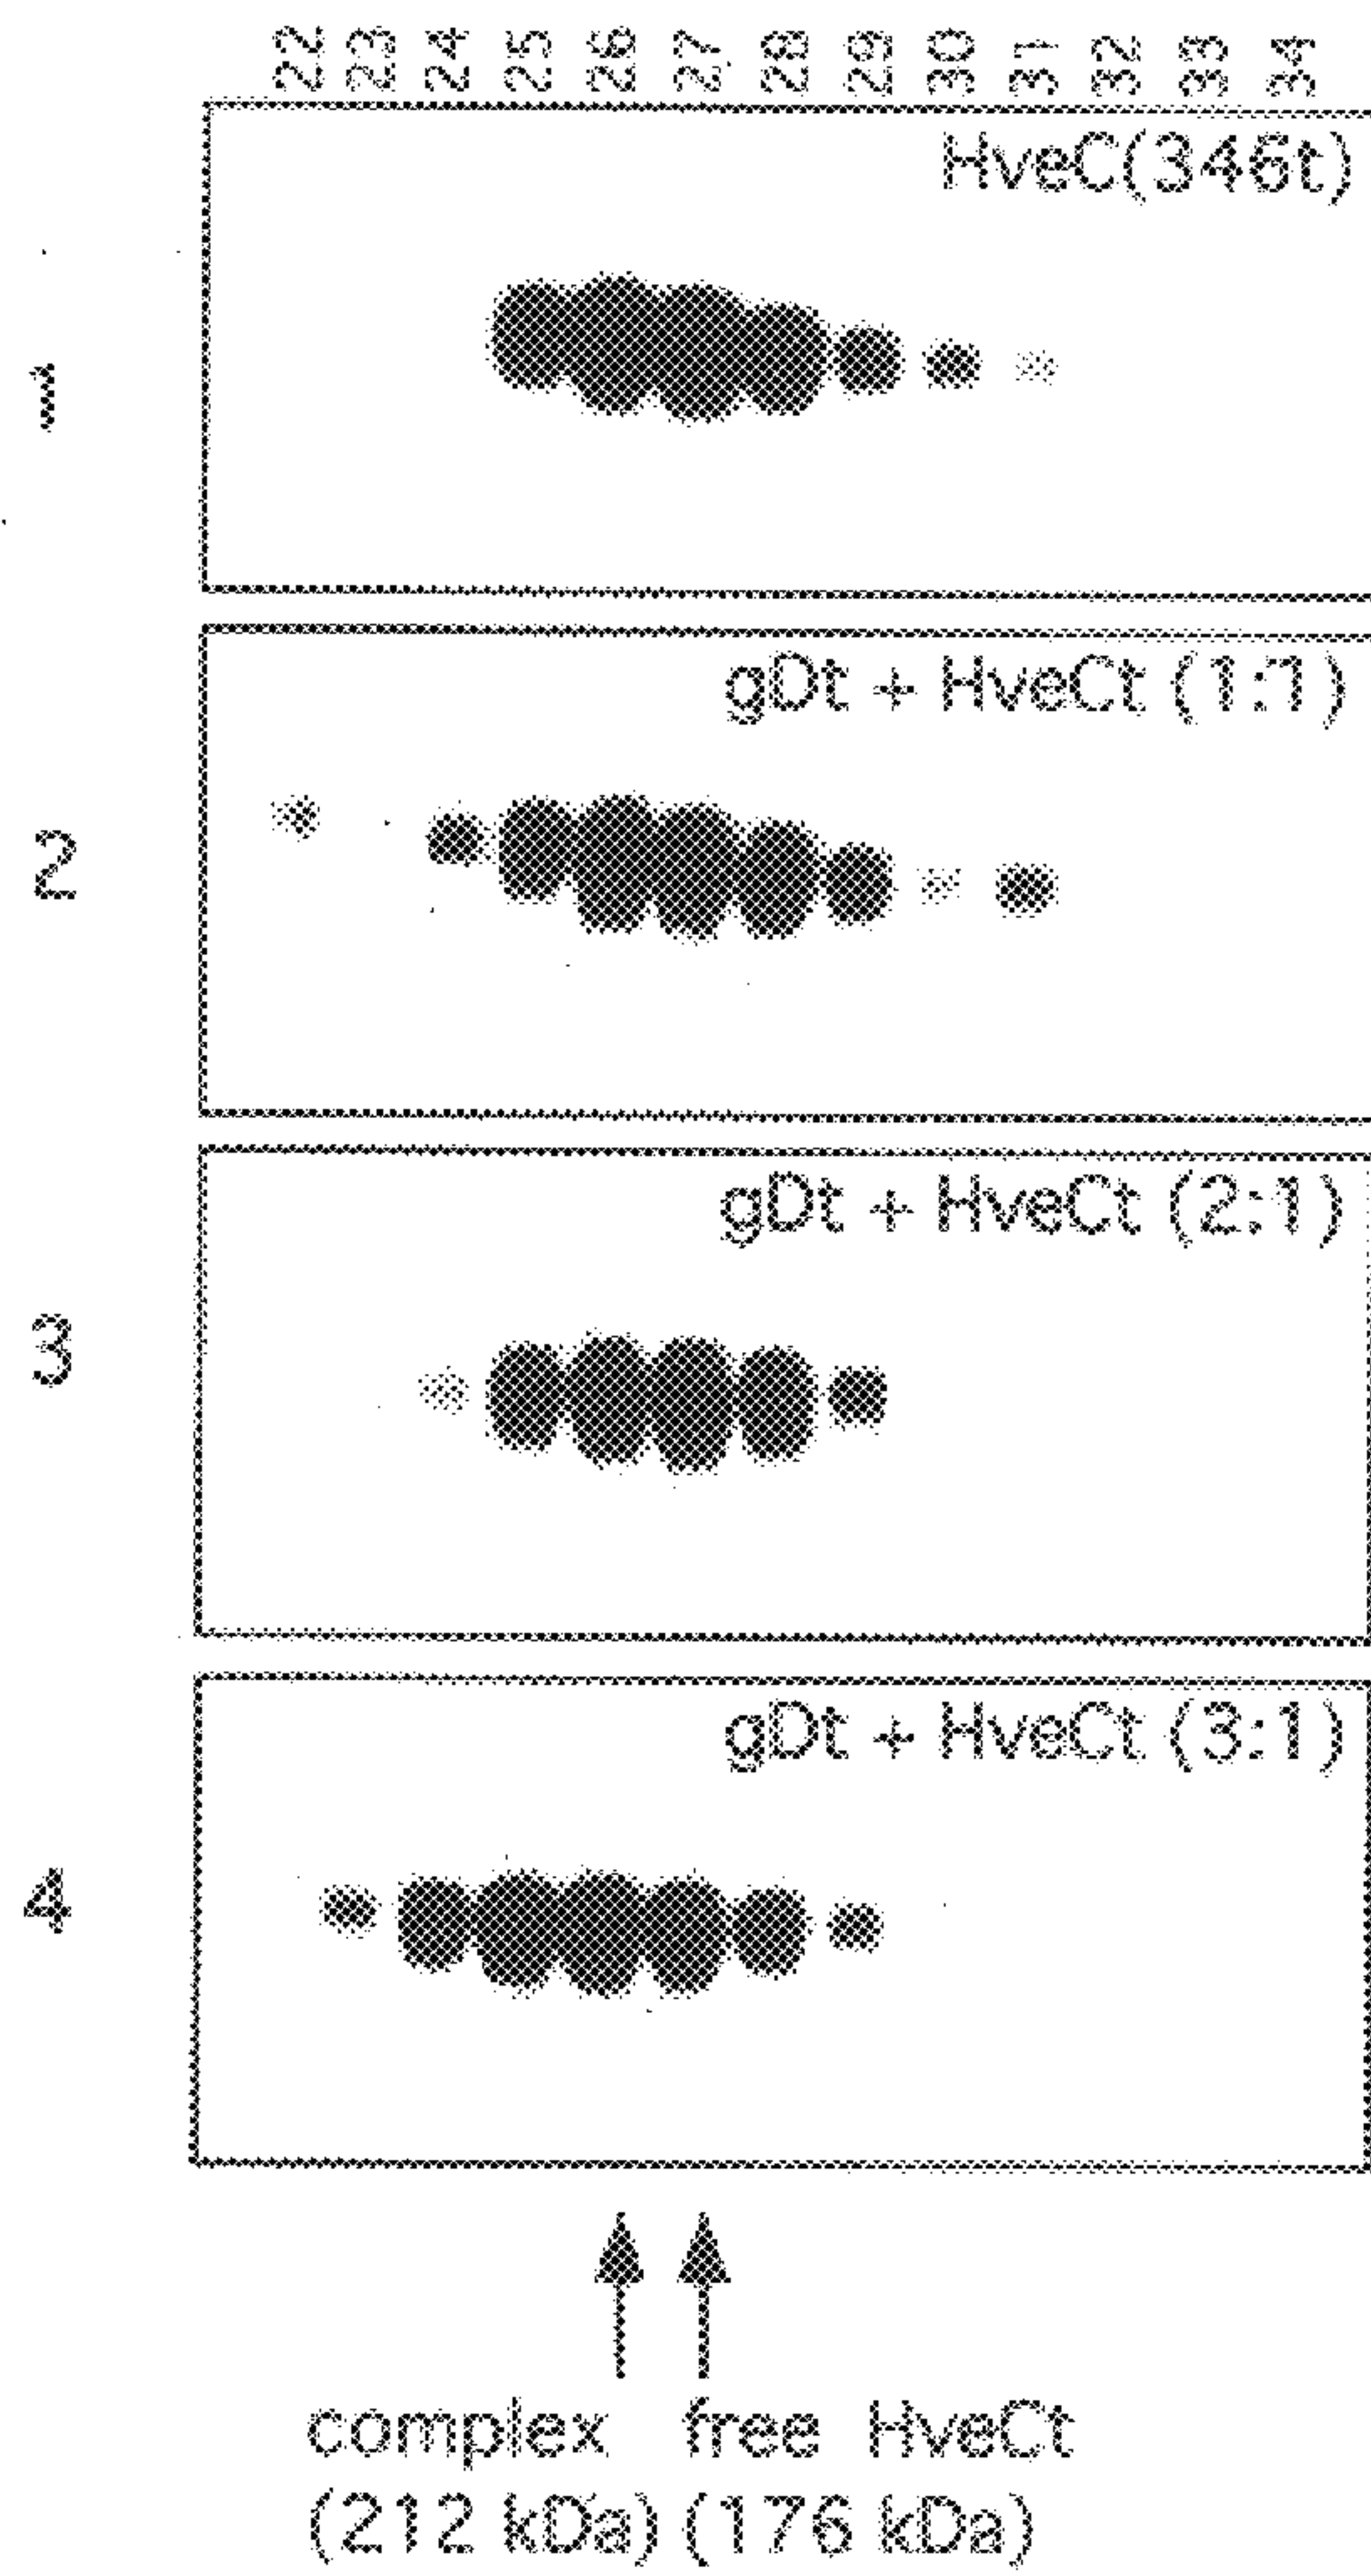 22 23 24 25 26 27 28 29 30 31 32 33 34
HveC(346t)
1
gDt + HveCt (1:1)
2
gDt + HveCt (2:1)
3
gDt + HveCt (3:1)
4
complex free HveCt
(212 kDa) (176 kDa)